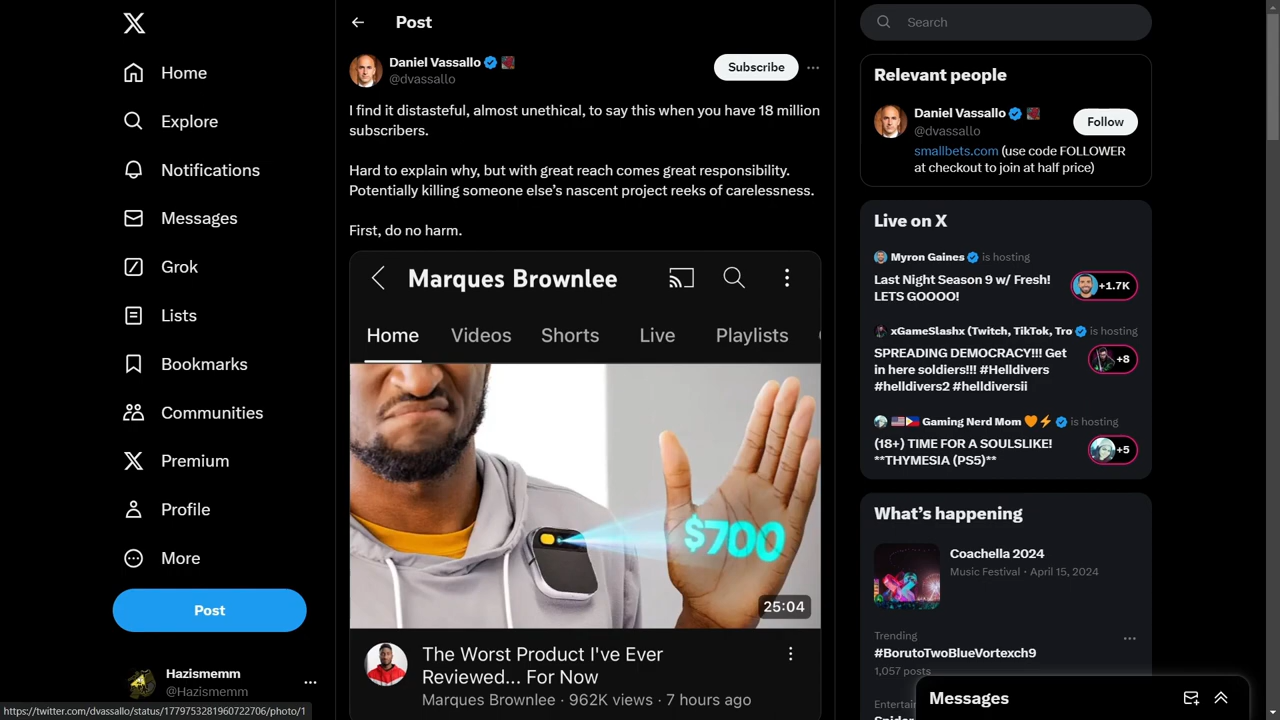 Home
Explore
Notifications
Messages
Grok
Lists
Bookmarks
Communities
Premium
Profile
More
Post
Hazismemm
@Hazismemm
https://twitter.com/dvassallo/status/1779753281960722706/photo/1
Post
Daniel Vassallo
@dvassallo
Subscribe
I find it distasteful, almost unethical, to say this when you have 18 million
subscribers.
Hard to explain why, but with great reach comes great responsibility.
Potentially killing someone else’s nascent project reeks of carelessness.
First, do no harm.
Marques Brownlee
Home Videos Shorts Live Playlists
$700
25:04
The Worst Product I've Ever
Reviewed... For Now
Marques Brownlee · 962K views · 7 hours ago
Search
Relevant people
Daniel Vassallo
@dvassallo
Follow
smallbets.com (use code FOLLOWER
at checkout to join at half price)
Live on X
Myron Gaines is hosting
Last Night Season 9 w/ Fresh!
LETS GOOOO!
+1.7K
xGameSlashx (Twitch, TikTok, Tro is hosting
SPREADING DEMOCRACY!!! Get
in here soldiers!!! #Helldivers
#helldivers2 #helldiversii
+8
Gaming Nerd Mom is hosting
(18+) TIME FOR A SOULSLIKE!
**THYMESIA (PS5)**
+5
What’s happening
Coachella 2024
Music Festival · April 15, 2024
Trending
#BorutoTwoBlueVortexch9
1,057 posts
Messages